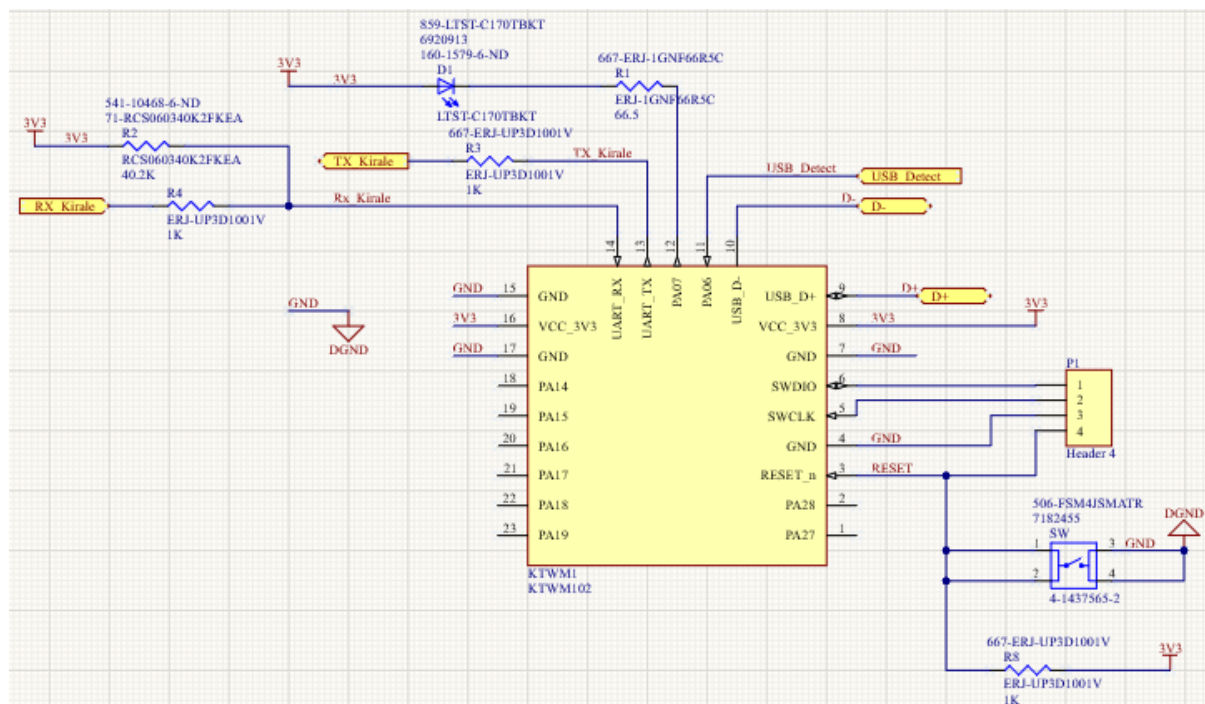 859-LTST-C170TBKT
6920913
160-1579-6-ND
D1
3V3
3V3
LTST-C170TBKT
667-ERJ-1GNF66R5C
R1
ERJ-1GNF66R5C
66.5
541-10468-6-ND
71-RCS060340K2FKEA
3V3
3V3
R2
RCS060340K2FKEA
40.2K
667-ERJ-UP3D1001V
TX_Kirale
R3
TX_Kirale
ERJ-UP3D1001V
1K
RX_Kirale
R4
Rx_Kirale
ERJ-UP3D1001V
1K
USB_Detect
USB_Detect
D-
D-
14
13
12
11
10
UART_RX
UART_TX
PA07
PA06
USB_D-
GND
15
GND
3V3
16
VCC_3V3
GND
17
GND
18
PA14
19
PA15
20
PA16
21
PA17
22
PA18
23
PA19
USB_D+
9
D+
D+
VCC_3V3
8
3V3
3V3
GND
7
GND
SWDIO
6
SWCLK
5
GND
4
GND
RESET_n
3
RESET
PA28
2
PA27
1
KTWM1
KTWM102
GND
DGND
P1
1
2
3
4
Header 4
506-FSM4JSMATR
7182455
SW
DGND
1
3
GND
2
4
4-1437565-2
667-ERJ-UP3D1001V
R8
3V3
ERJ-UP3D1001V
1K